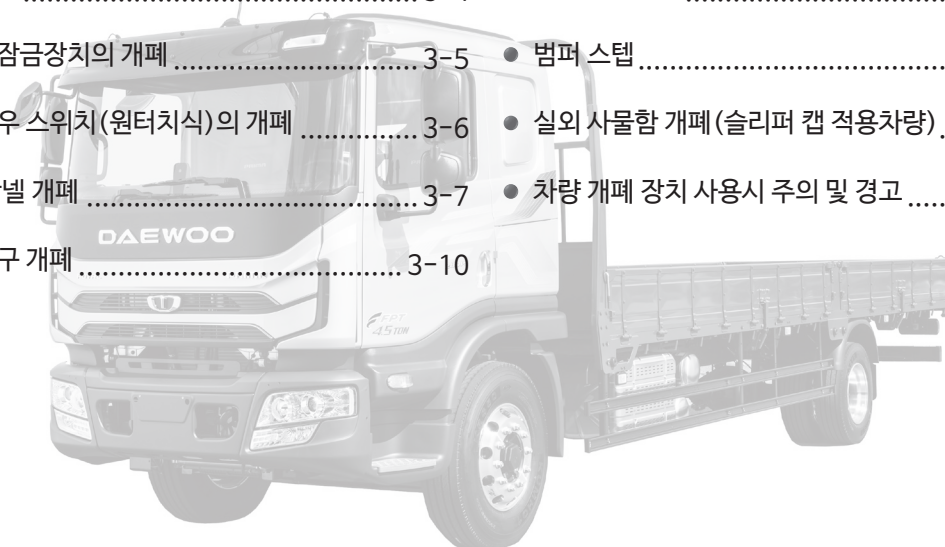 잠금장치의 개폐 3-5
우 스위치(원터치식)의 개폐 3-6
널 개폐 3-7
구 개폐 3-10
● 범퍼 스텝
● 실외 사물함 개폐(슬리퍼 캡 적용차량)
● 차량 개폐 장치 사용시 주의 및 경고
DAEWOO
4.5TON